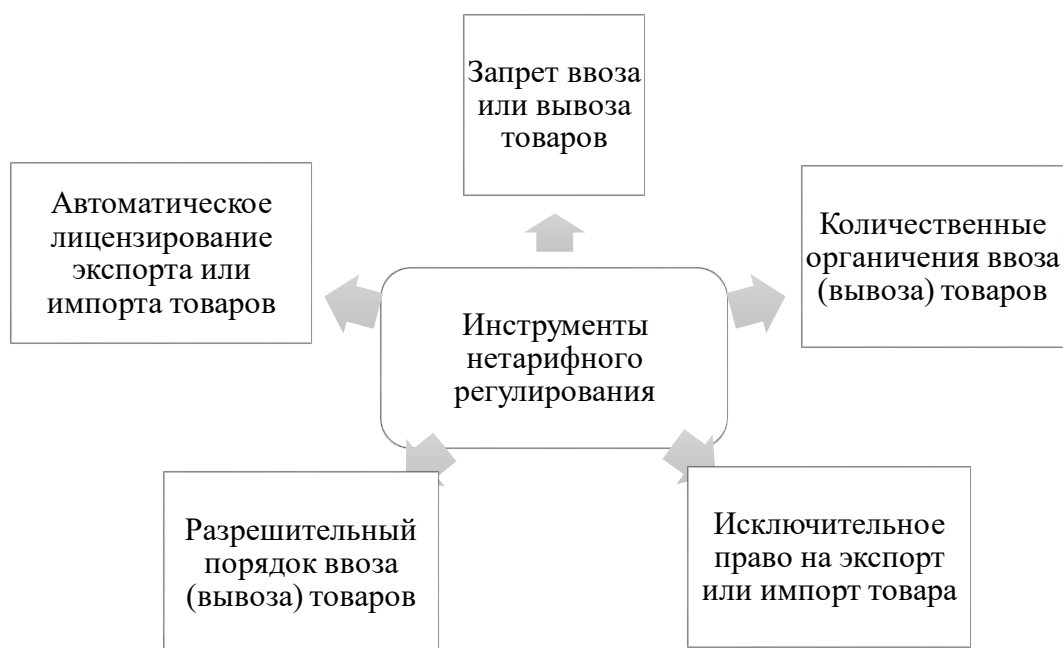 Запрет ввоза
или вывоза
товаров
Автоматическое
лицензирование
экспорта или
импорта товаров
Количественные
органичения ввоза
(вывоза) товаров
Инструменты
нетарифного
регулирования
Разрешительный
порядок ввоза
(вывоза) товаров
Исключительное
право на экспорт
или импорт товара